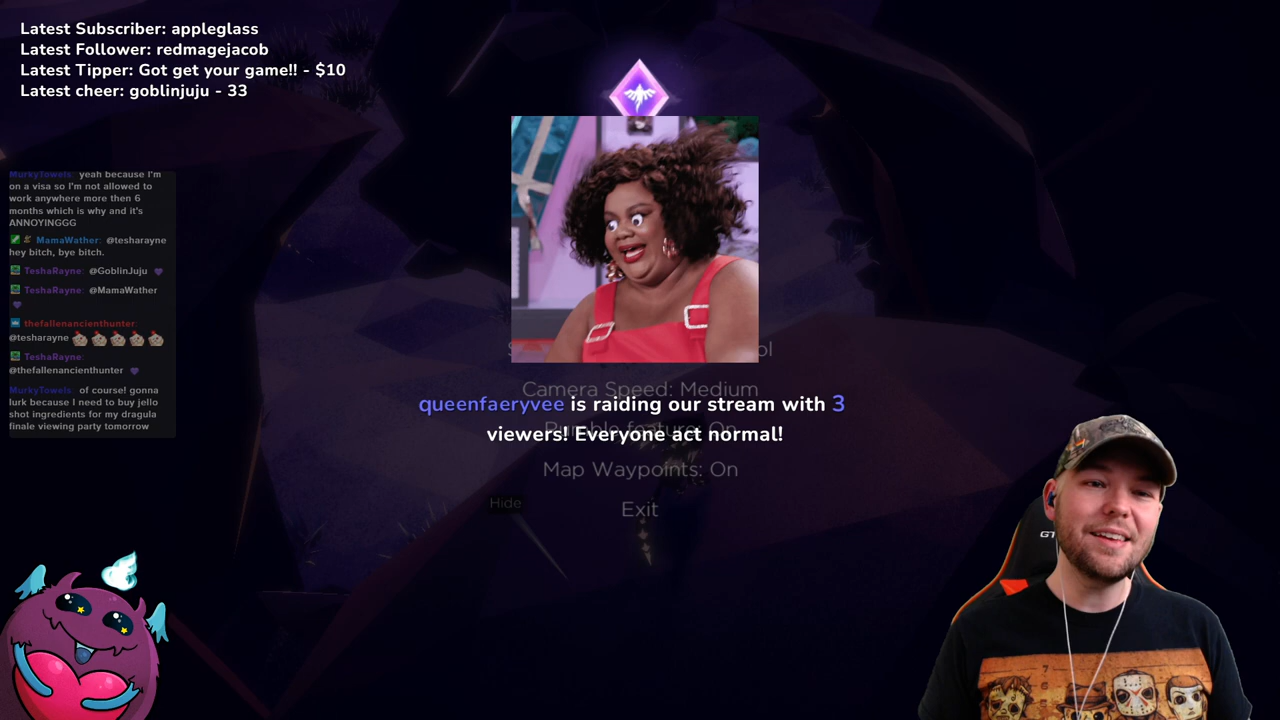 Latest Subscriber: appleglass
Latest Follower: redmagejacob
Latest Tipper: Got get your game!! - $10
Latest cheer: goblinjuju - 33
MurkyTowels: yeah because I'm
on a visa so I'm not allowed to
work anywhere more then 6
months which is why and it's
ANNOYINGGG
MamaWather: @tesharayne
hey bitch, bye bitch.
TeshaRayne: @GoblinJuju
TeshaRayne: @MamaWather
thefallenancienthunter:
@tesharayne
TeshaRayne:
@thefallenancienthunter
MurkyTowels: of course! gonna
lurk because I need to buy jello
shot ingredients for my dragula
finale viewing party tomorrow
Camera Speed: Medium
queenfaeryvee is raiding our stream with 3
Rumble feature: On
viewers! Everyone act normal!
Map Waypoints: On
Hide
Exit
GT